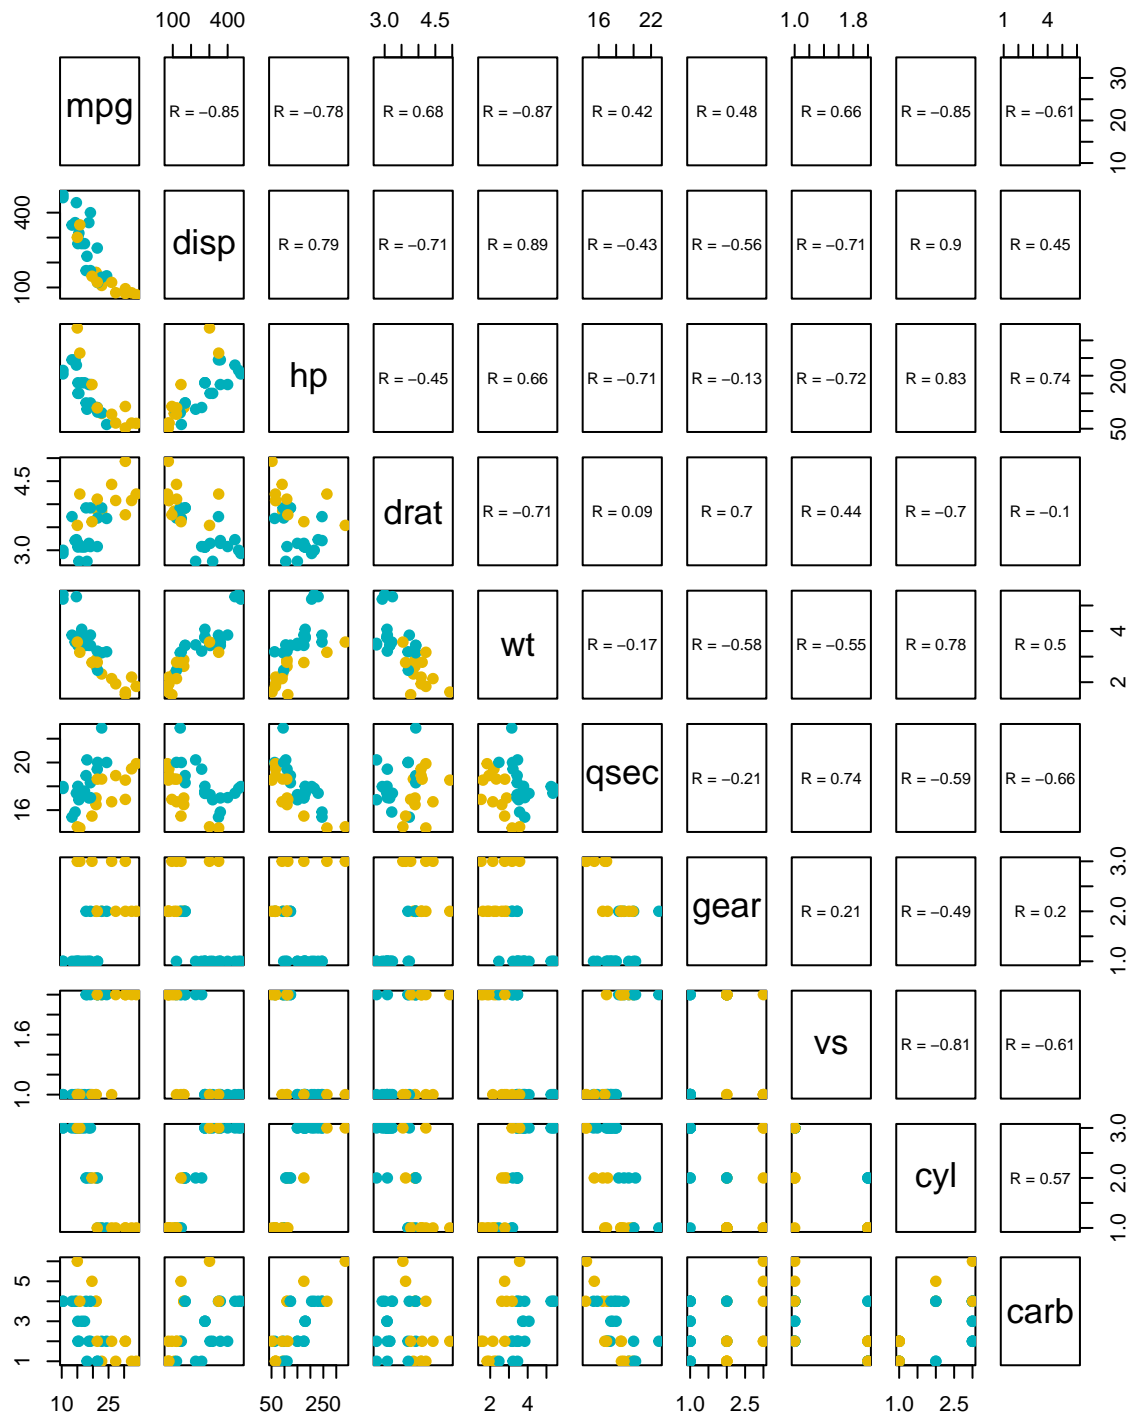 100 400 3.0 4.5 16 22 1.0 1.8 1 4
mpg R = −0.85 R = −0.78 R = 0.68 R = −0.87 R = 0.42 R = 0.48 R = 0.66 R = −0.85 R = −0.61 10 20 30
100 400 disp R = 0.79 R = −0.71 R = 0.89 R = −0.43 R = −0.56 R = −0.71 R = 0.9 R = 0.45
hp R = −0.45 R = 0.66 R = −0.71 R = −0.13 R = −0.72 R = 0.83 R = 0.74 50 200
3.0 4.5 drat R = −0.71 R = 0.09 R = 0.7 R = 0.44 R = −0.7 R = −0.1
wt R = −0.17 R = −0.58 R = −0.55 R = 0.78 R = 0.5 2 4
16 20 qsec R = −0.21 R = 0.74 R = −0.59 R = −0.66
gear R = 0.21 R = −0.49 R = 0.2 1.0 2.0 3.0
1.0 1.6 vs R = −0.81 R = −0.61
cyl R = 0.57 1.0 2.0 3.0
1 3 5 carb
10 25 50 250 2 4 1.0 2.5 1.0 2.5